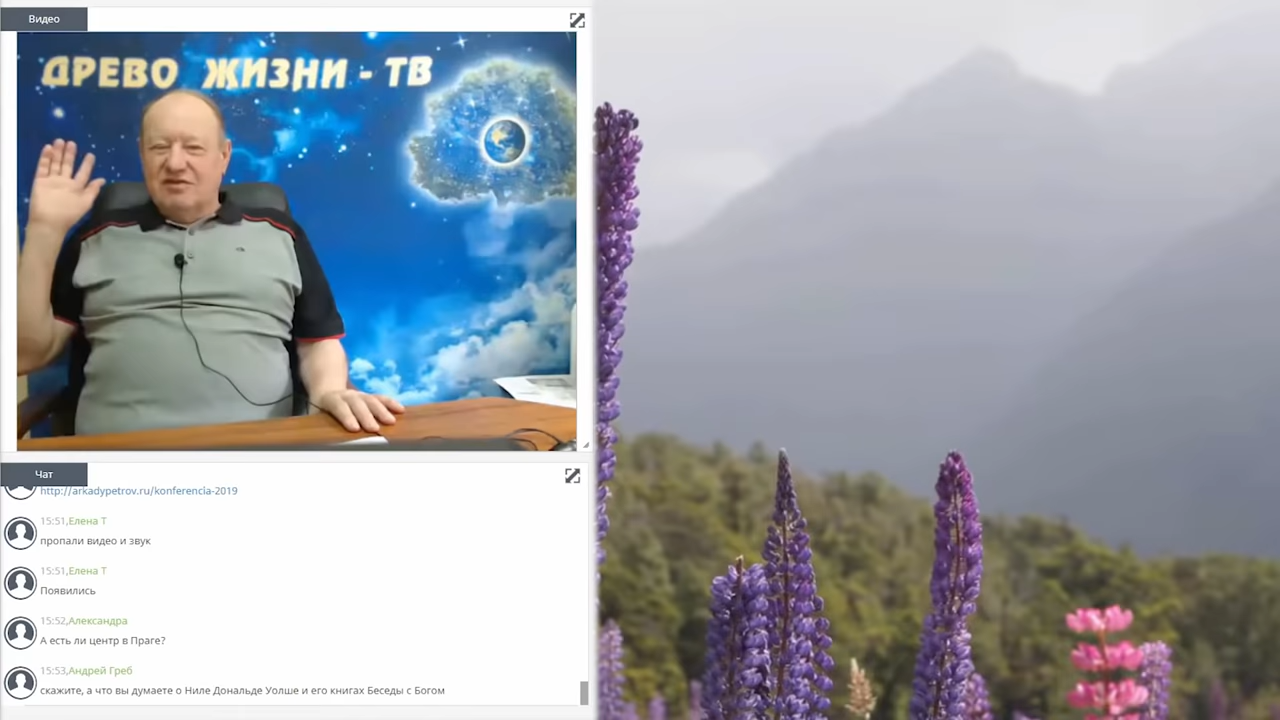 Видео
ДРЕВО ЖИЗНИ - ТВ
Чат
http://arkadypetrov.ru/konferencia-2019
15:51,Елена Т
пропали видео и звук
15:51,Елена Т
Появились
15:52,Александра
А есть ли центр в Праге?
15:53,Андрей Греб
скажите, а что вы думаете о Ниле Дональде Уолше и его книгах Беседы с Богом